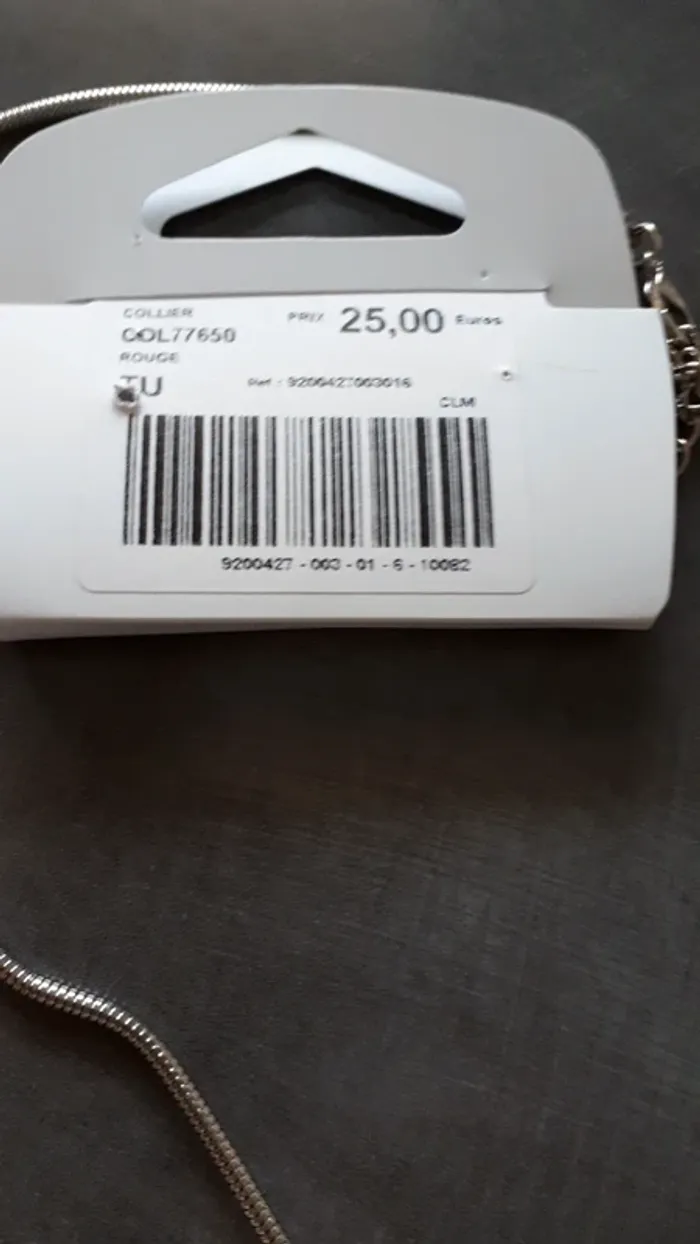 COLLIER PRIX 25,00 Euros
COL77650
ROUGE
TU Ref : 9200427003016
CLM
9200427 - 003 - 01 - 6 - 10082